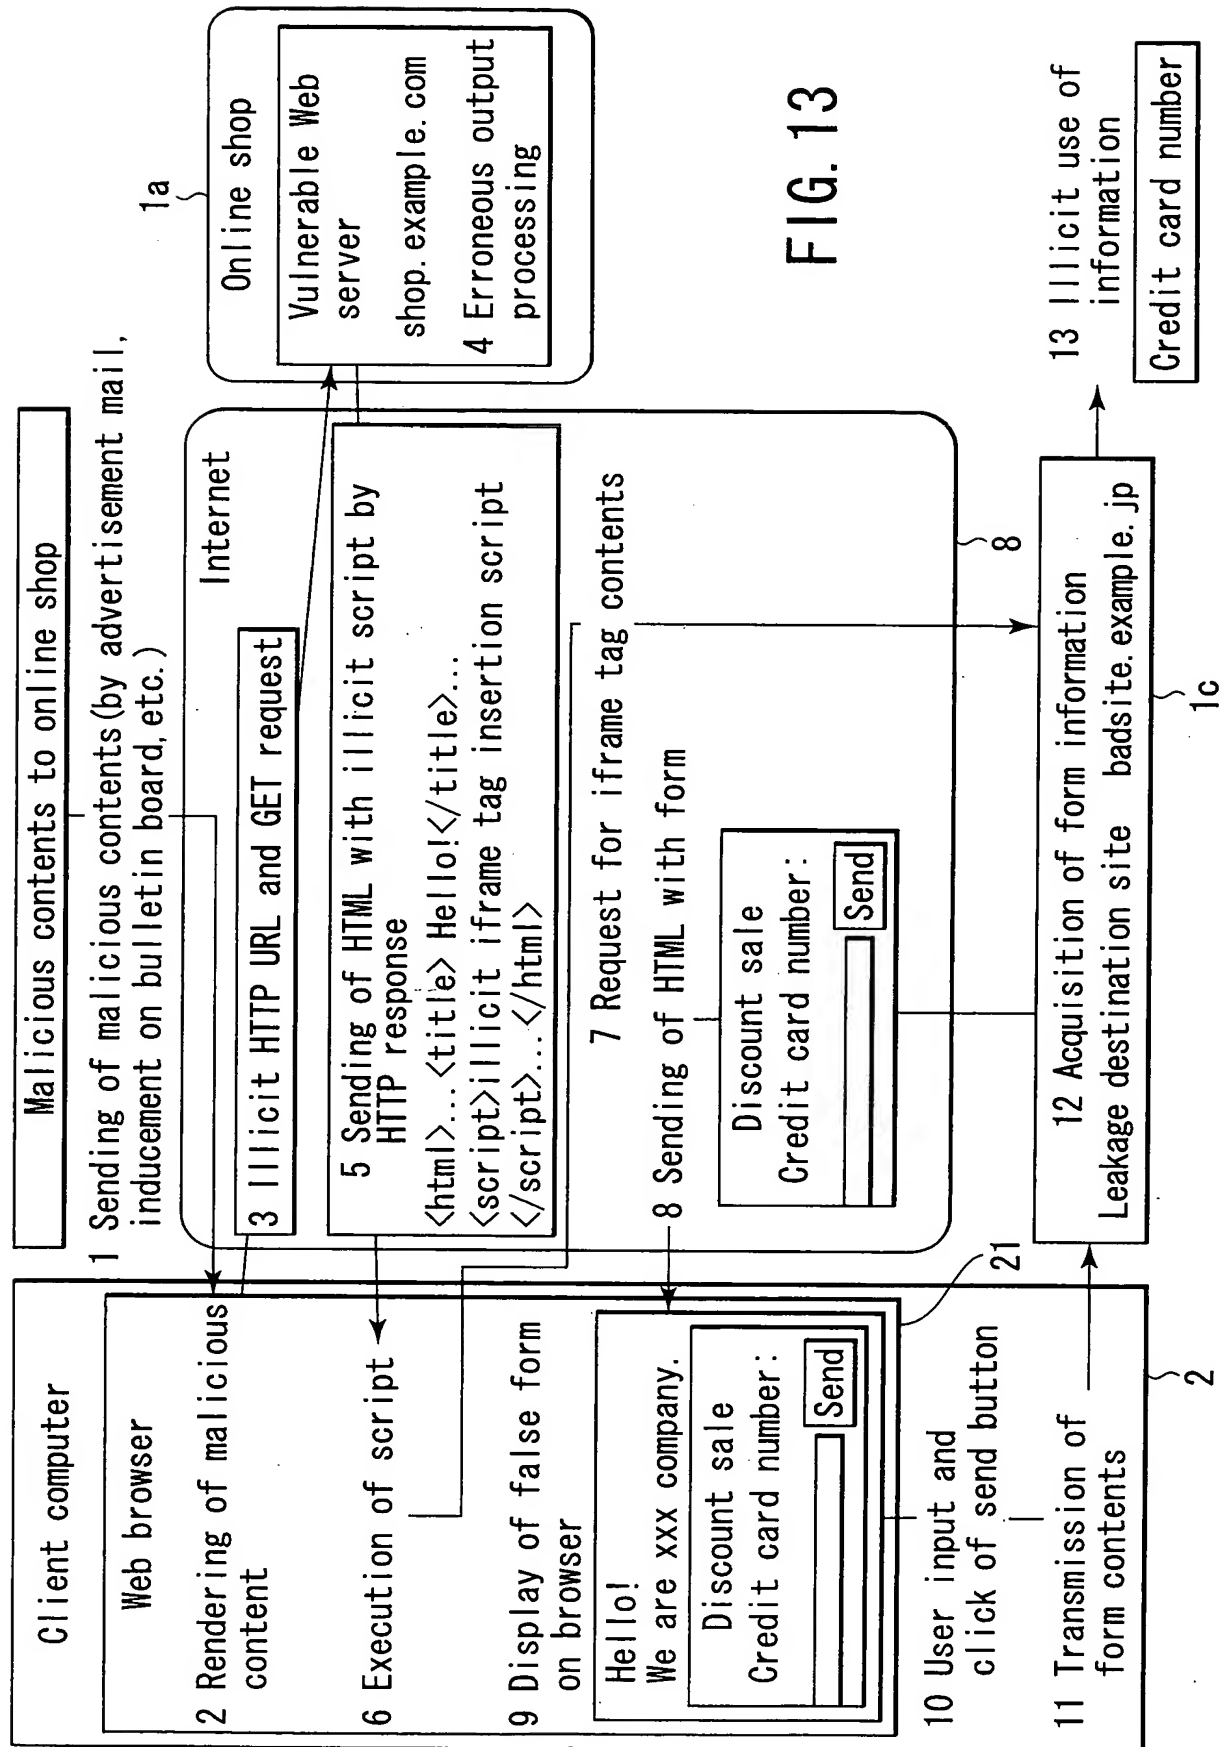 Malicious contents to online shop
1 Sending of malicious contents(by advertisement mail,
inducement on bulletin board, etc.)
Client computer
Web browser
2 Rendering of malicious
content
6 Execution of script
9 Display of false form
on browser
Hello!
We are xxx company.
Discount sale
Credit card number:
Send
21
10 User input and
click of send button
11 Transmission of
form contents
2
Internet
3 Illicit HTTP URL and GET request
5 Sending of HTML with illicit script by
HTTP response
<html>...<title> Hello!</title>...
<script>illicit iframe tag insertion script
</script>...</html>
7 Request for iframe tag contents
8 Sending of HTML with form
Discount sale
Credit card number:
Send
8
1a
Online shop
Vulnerable Web
server
shop.example.com
4 Erroneous output
processing
12 Acquisition of form information
Leakage destination site badsite.example.jp
1c
13 Illicit use of
information
Credit card number
FIG. 13